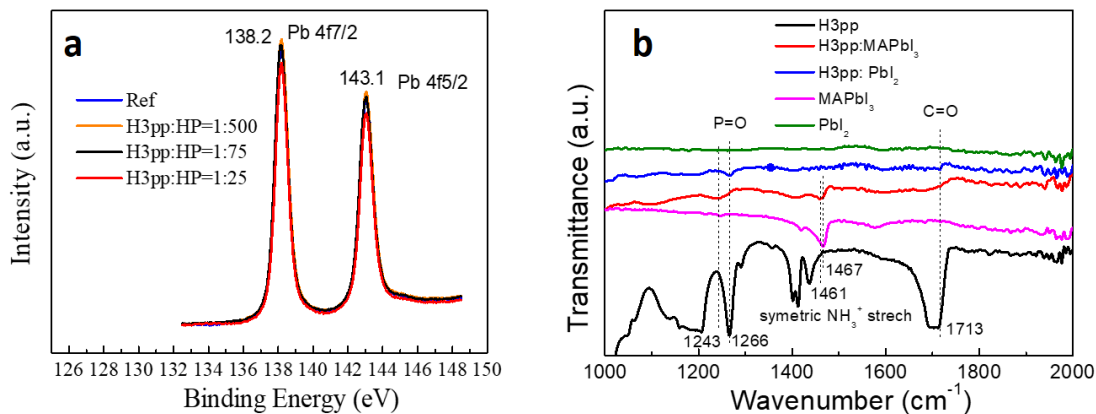 a
138.2 Pb 4f7/2
143.1 Pb 4f5/2
Ref
H3pp:HP=1:500
H3pp:HP=1:75
H3pp:HP=1:25
Intensity (a.u.)
126 128 130 132 134 136 138 140 142 144 146 148 150
Binding Energy (eV)
b
H3pp
H3pp:MAPbI₃
H3pp: PbI₂
MAPbI₃
PbI₂
P=O
C=O
1467
1461
symetric NH₃⁺ strech
1243 1266
1713
Transmittance (a.u.)
1000 1200 1400 1600 1800 2000
Wavenumber (cm⁻¹)